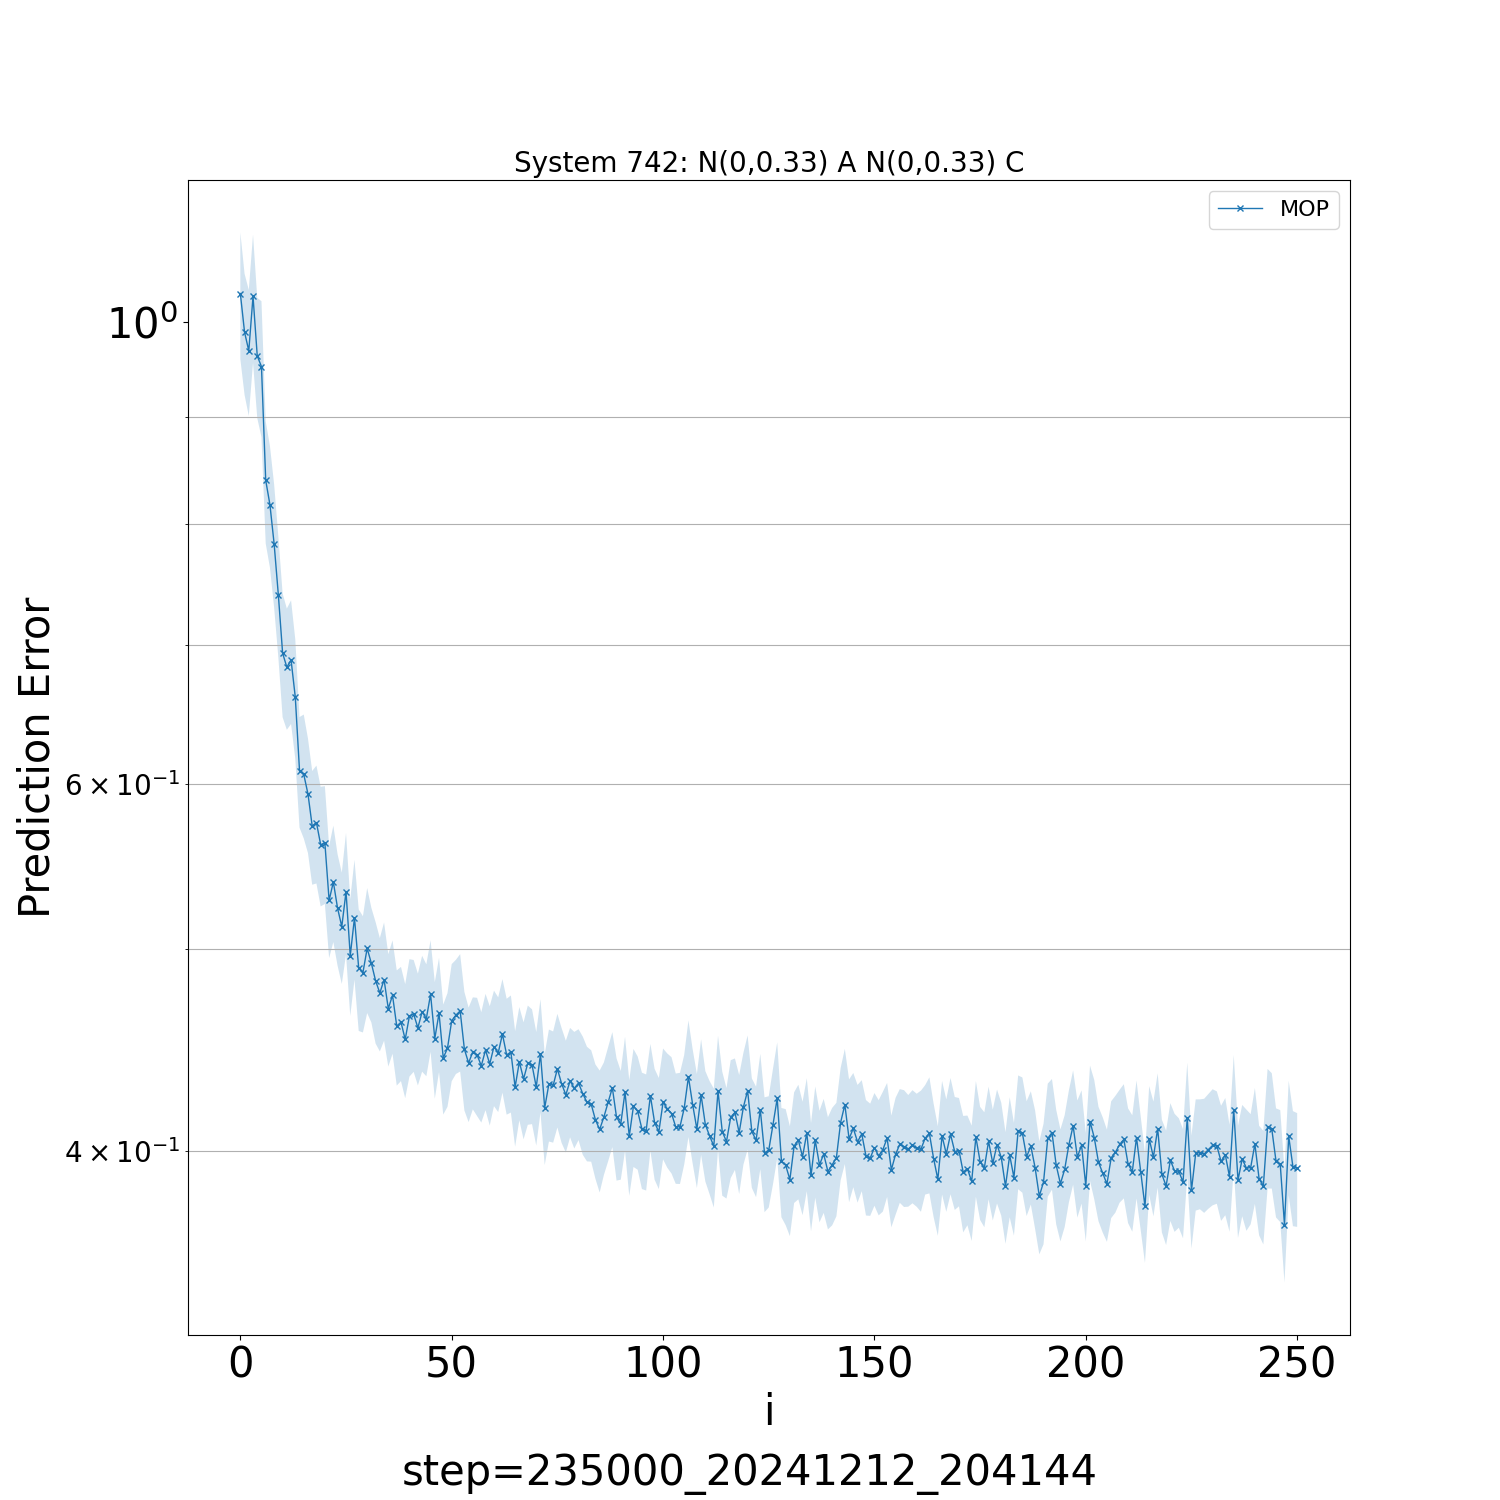 System 742: N(0,0.33) A N(0,0.33) C
MOP
10⁰
6 × 10⁻¹
4 × 10⁻¹
Prediction Error
0 50 100 150 200 250
i
step=235000_20241212_204144